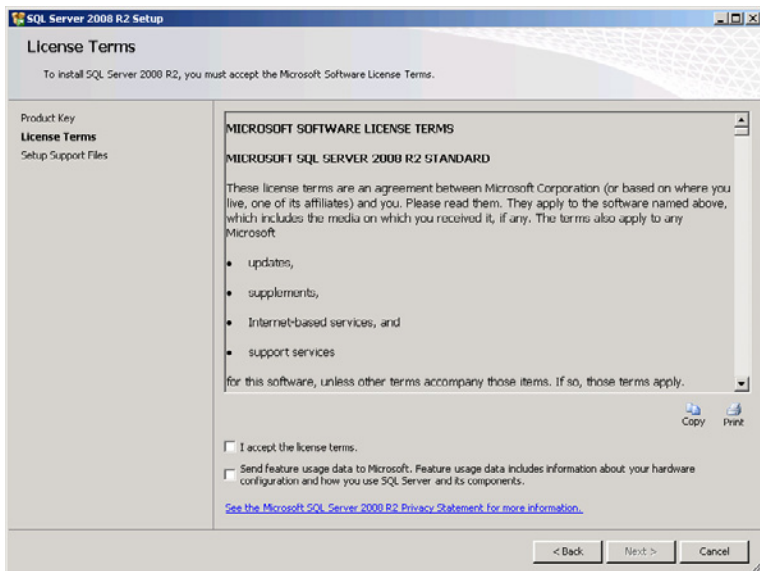 SQL Server 2008 R2 Setup
License Terms
To install SQL Server 2008 R2, you must accept the Microsoft Software License Terms.
Product Key
License Terms
Setup Support Files
MICROSOFT SOFTWARE LICENSE TERMS
MICROSOFT SQL SERVER 2008 R2 STANDARD
These license terms are an agreement between Microsoft Corporation (or based on where you
live, one of its affiliates) and you. Please read them. They apply to the software named above,
which includes the media on which you received it, if any. The terms also apply to any
Microsoft
• updates,
• supplements,
• Internet-based services, and
• support services
for this software, unless other terms accompany those items. If so, those terms apply.
Copy Print
I accept the license terms.
Send feature usage data to Microsoft. Feature usage data includes information about your hardware
configuration and how you use SQL Server and its components.
See the Microsoft SQL Server 2008 R2 Privacy Statement for more information.
< Back Next > Cancel